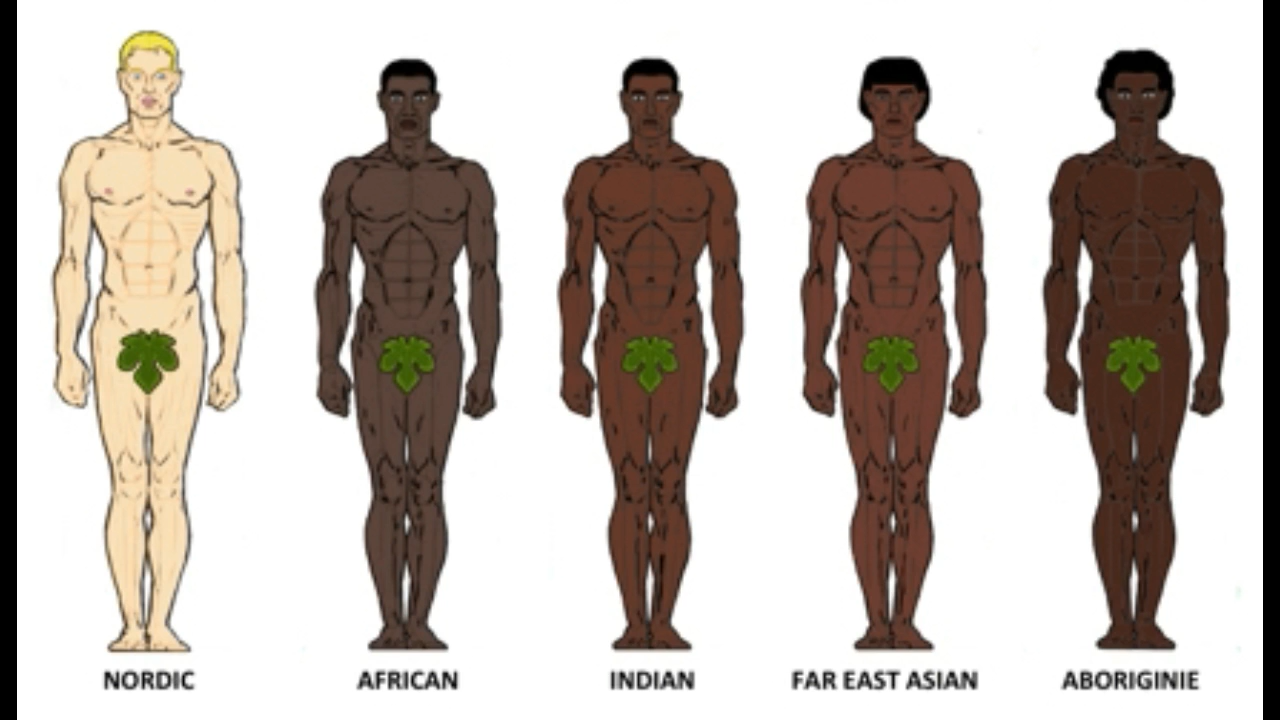 NORDIC
AFRICAN
INDIAN
FAR EAST ASIAN
ABORIGINIE